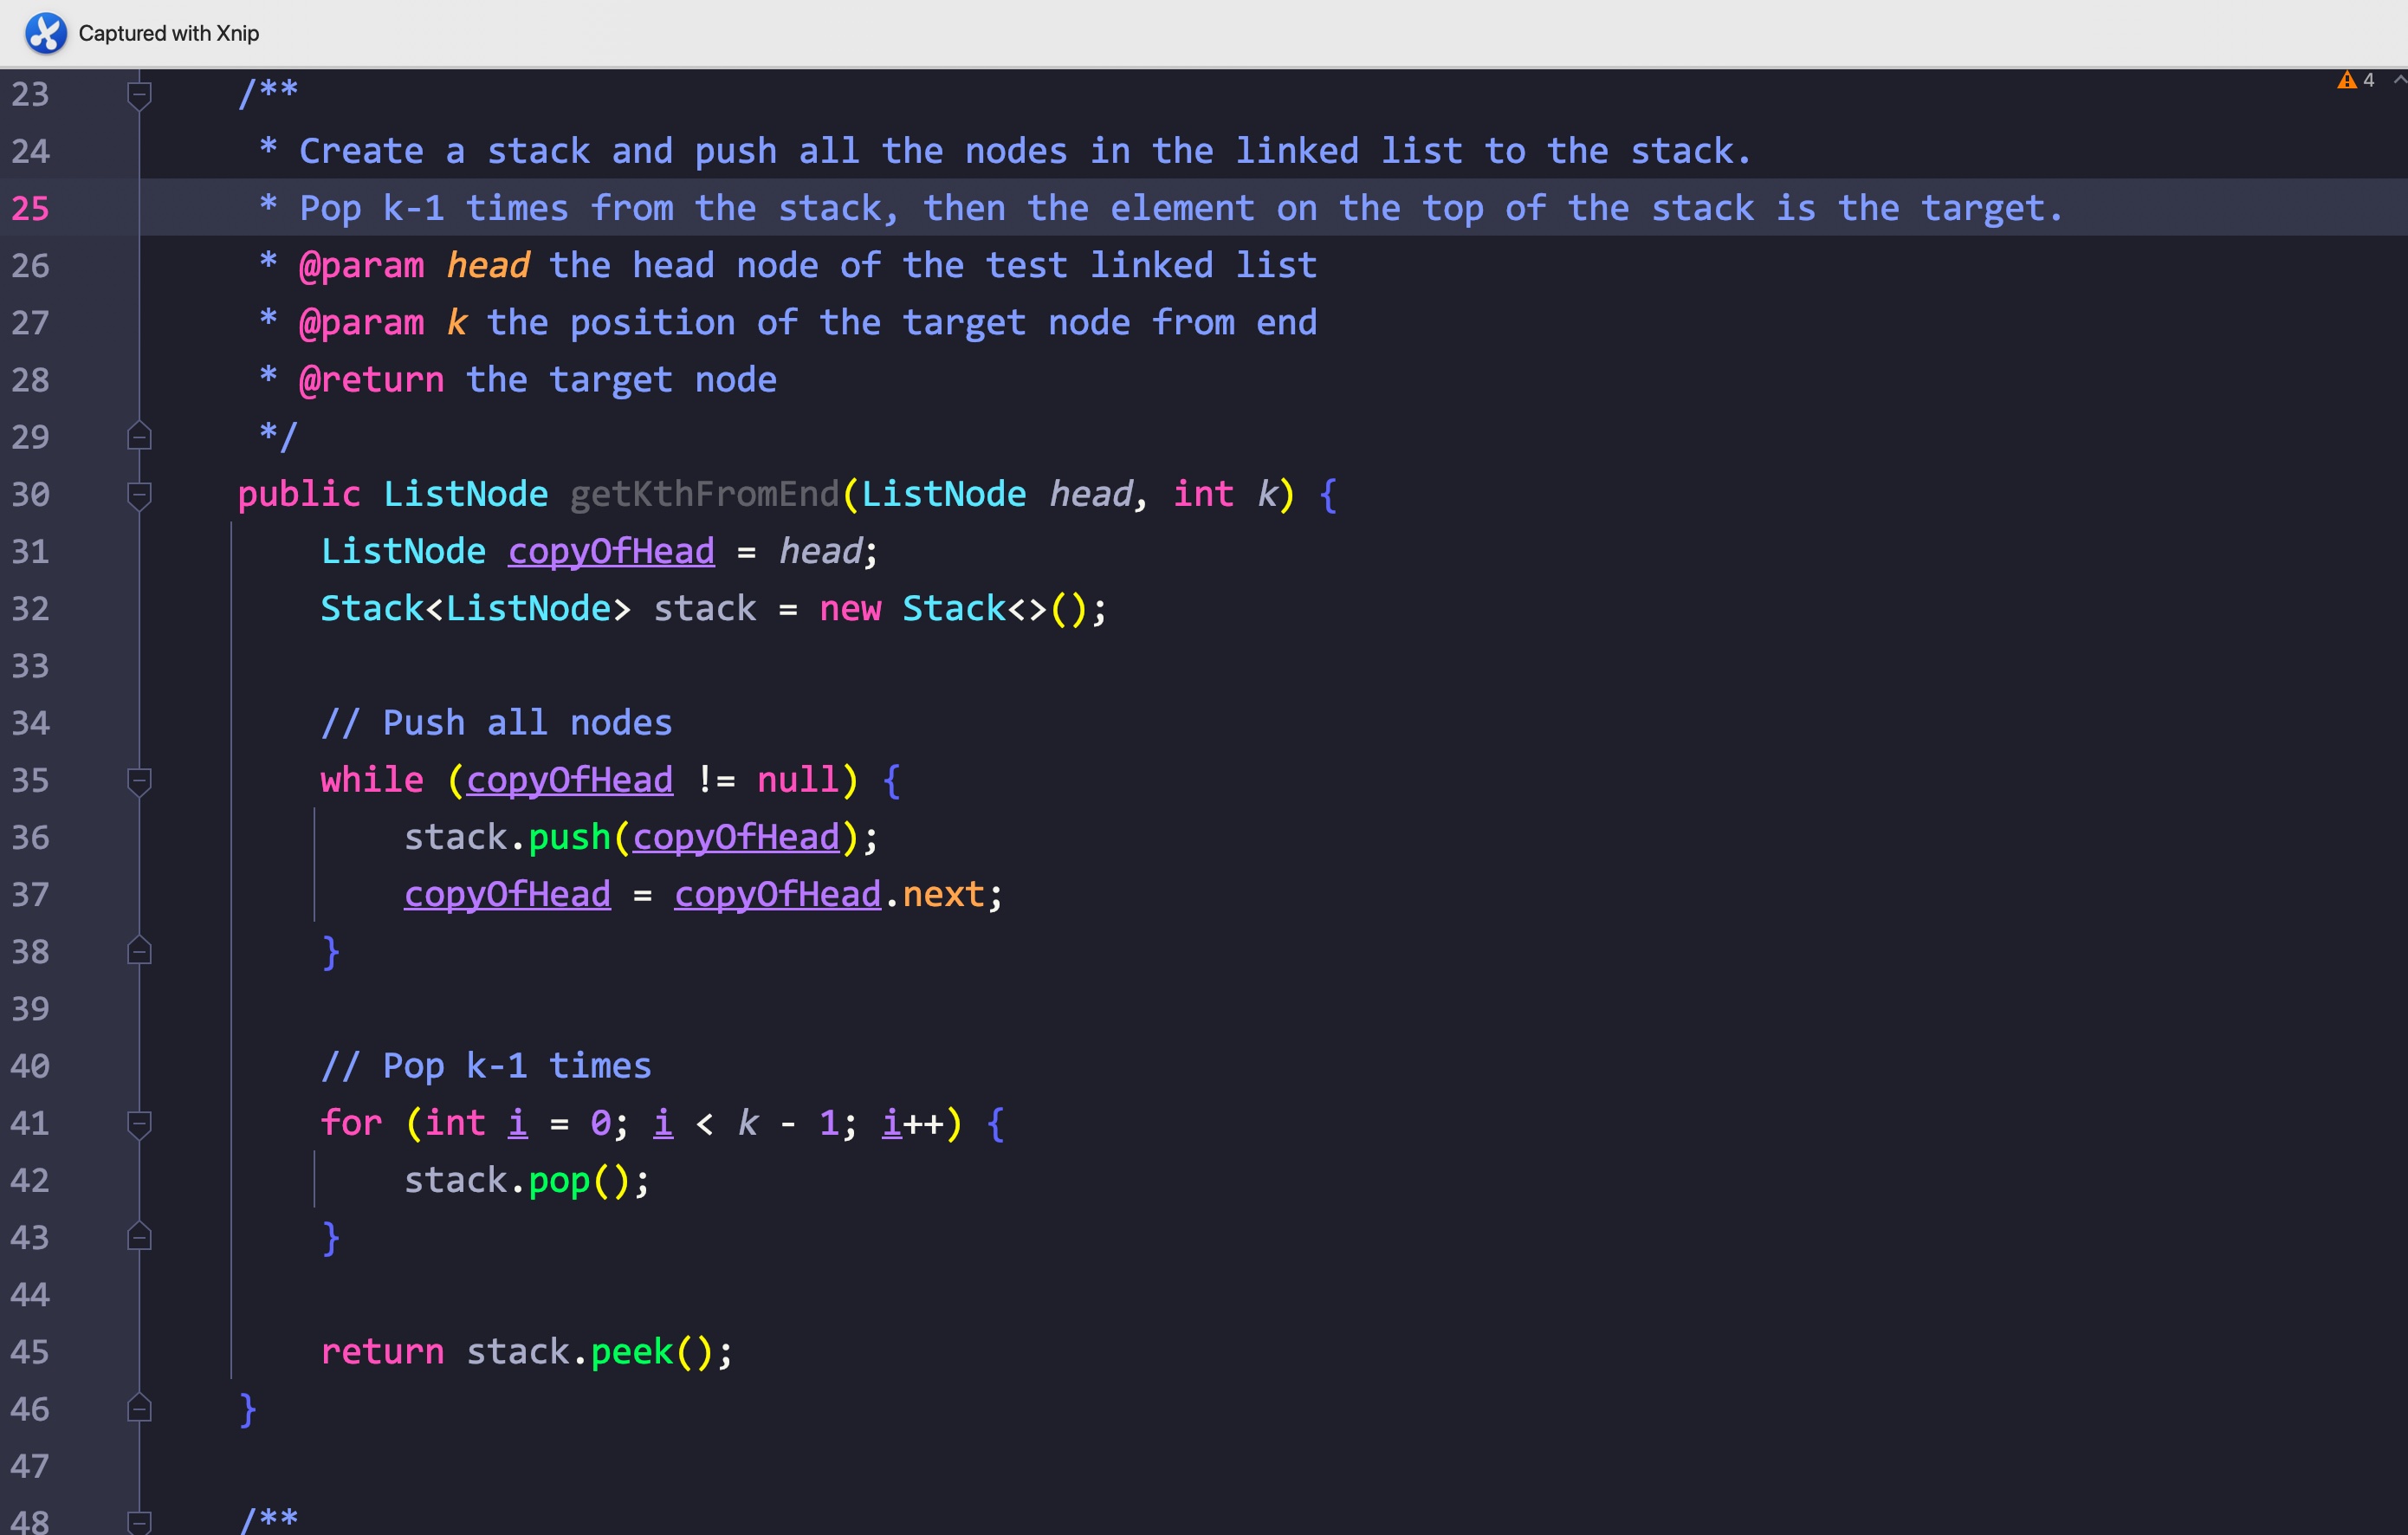 Captured with Xnip
4
23 /**
24 * Create a stack and push all the nodes in the linked list to the stack.
25 * Pop k-1 times from the stack, then the element on the top of the stack is the target.
26 * @param head the head node of the test linked list
27 * @param k the position of the target node from end
28 * @return the target node
29 */
30 public ListNode getKthFromEnd(ListNode head, int k) {
31 ListNode copyOfHead = head;
32 Stack<ListNode> stack = new Stack<>();
33
34 // Push all nodes
35 while (copyOfHead != null) {
36 stack.push(copyOfHead);
37 copyOfHead = copyOfHead.next;
38 }
39
40 // Pop k-1 times
41 for (int i = 0; i < k - 1; i++) {
42 stack.pop();
43 }
44
45 return stack.peek();
46 }
47
48 /**